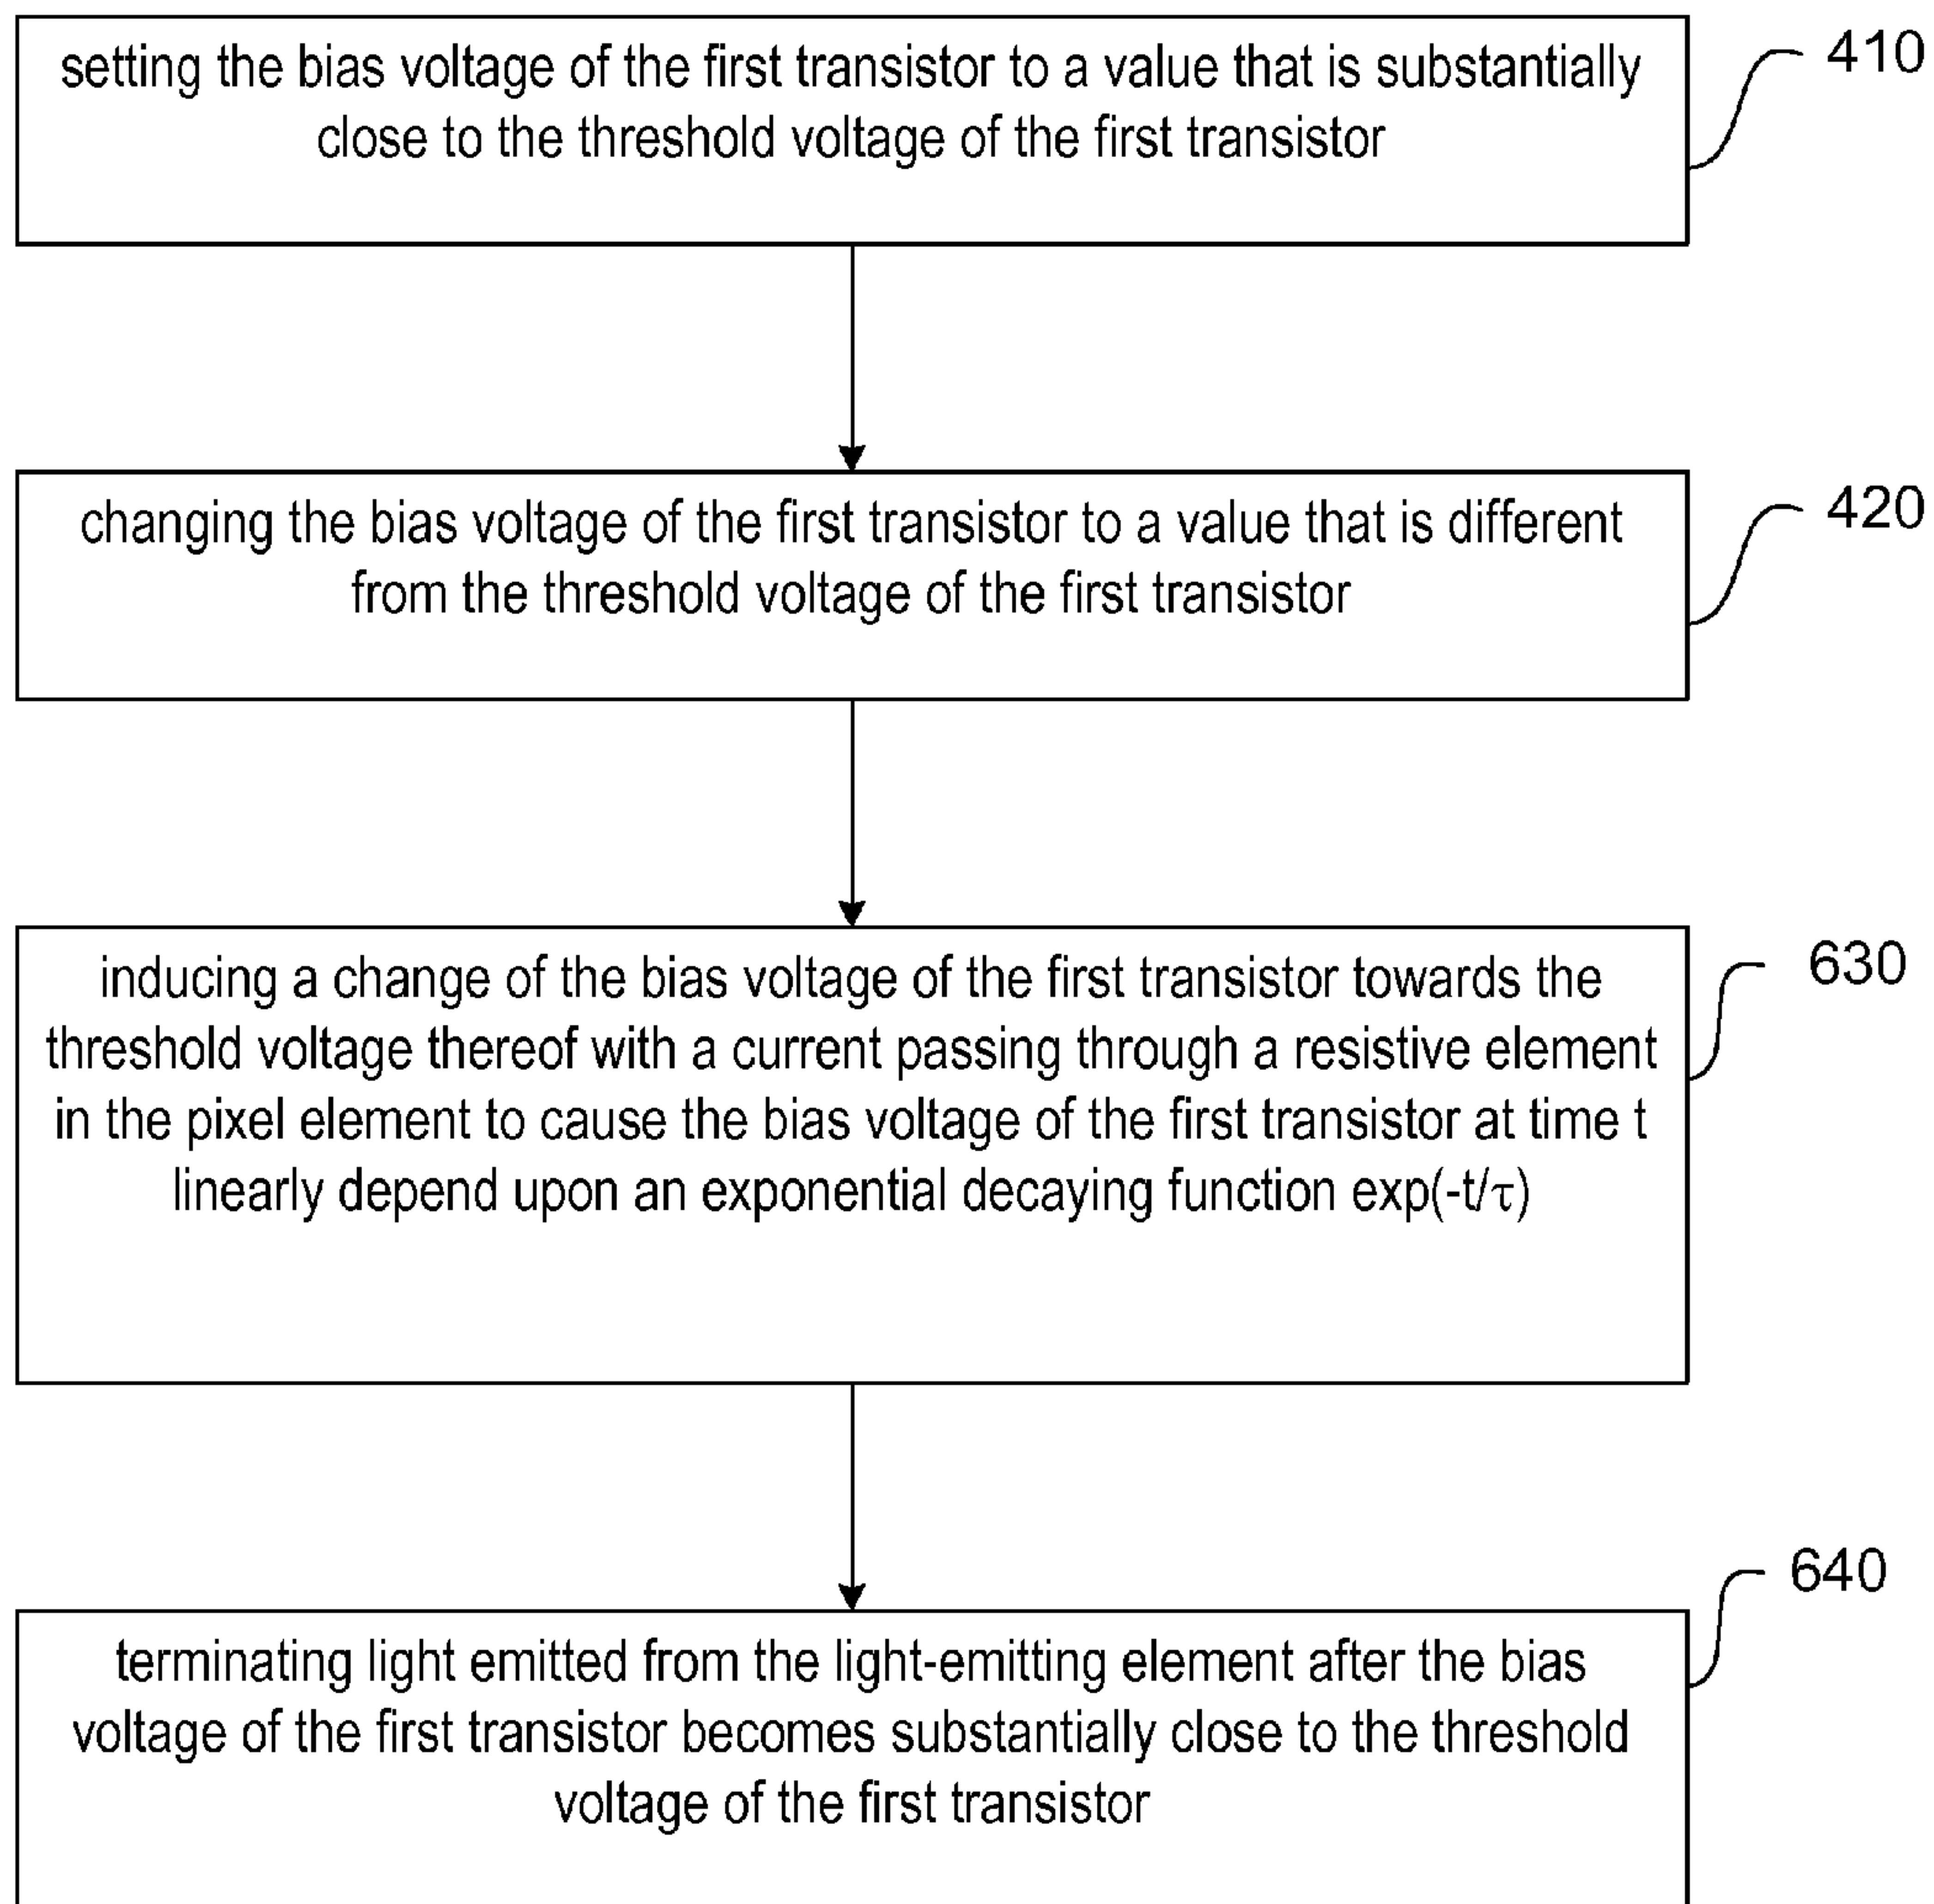 setting the bias voltage of the first transistor to a value that is substantially
close to the threshold voltage of the first transistor
410
changing the bias voltage of the first transistor to a value that is different
from the threshold voltage of the first transistor
420
inducing a change of the bias voltage of the first transistor towards the
threshold voltage thereof with a current passing through a resistive element
in the pixel element to cause the bias voltage of the first transistor at time t
linearly depend upon an exponential decaying function exp(-t/τ)
630
terminating light emitted from the light-emitting element after the bias
voltage of the first transistor becomes substantially close to the threshold
voltage of the first transistor
640